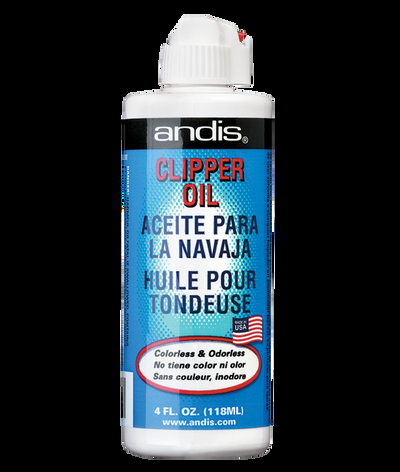 andis®
CLIPPER
OIL
ACEITE PARA
LA NAVAJA
HUILE POUR
TONDEUSE
MADE IN
USA
Colorless & Odorless
No tiene color ni olor
Sans couleur, inodore
4 FL. OZ. (118ML)
www.andis.com